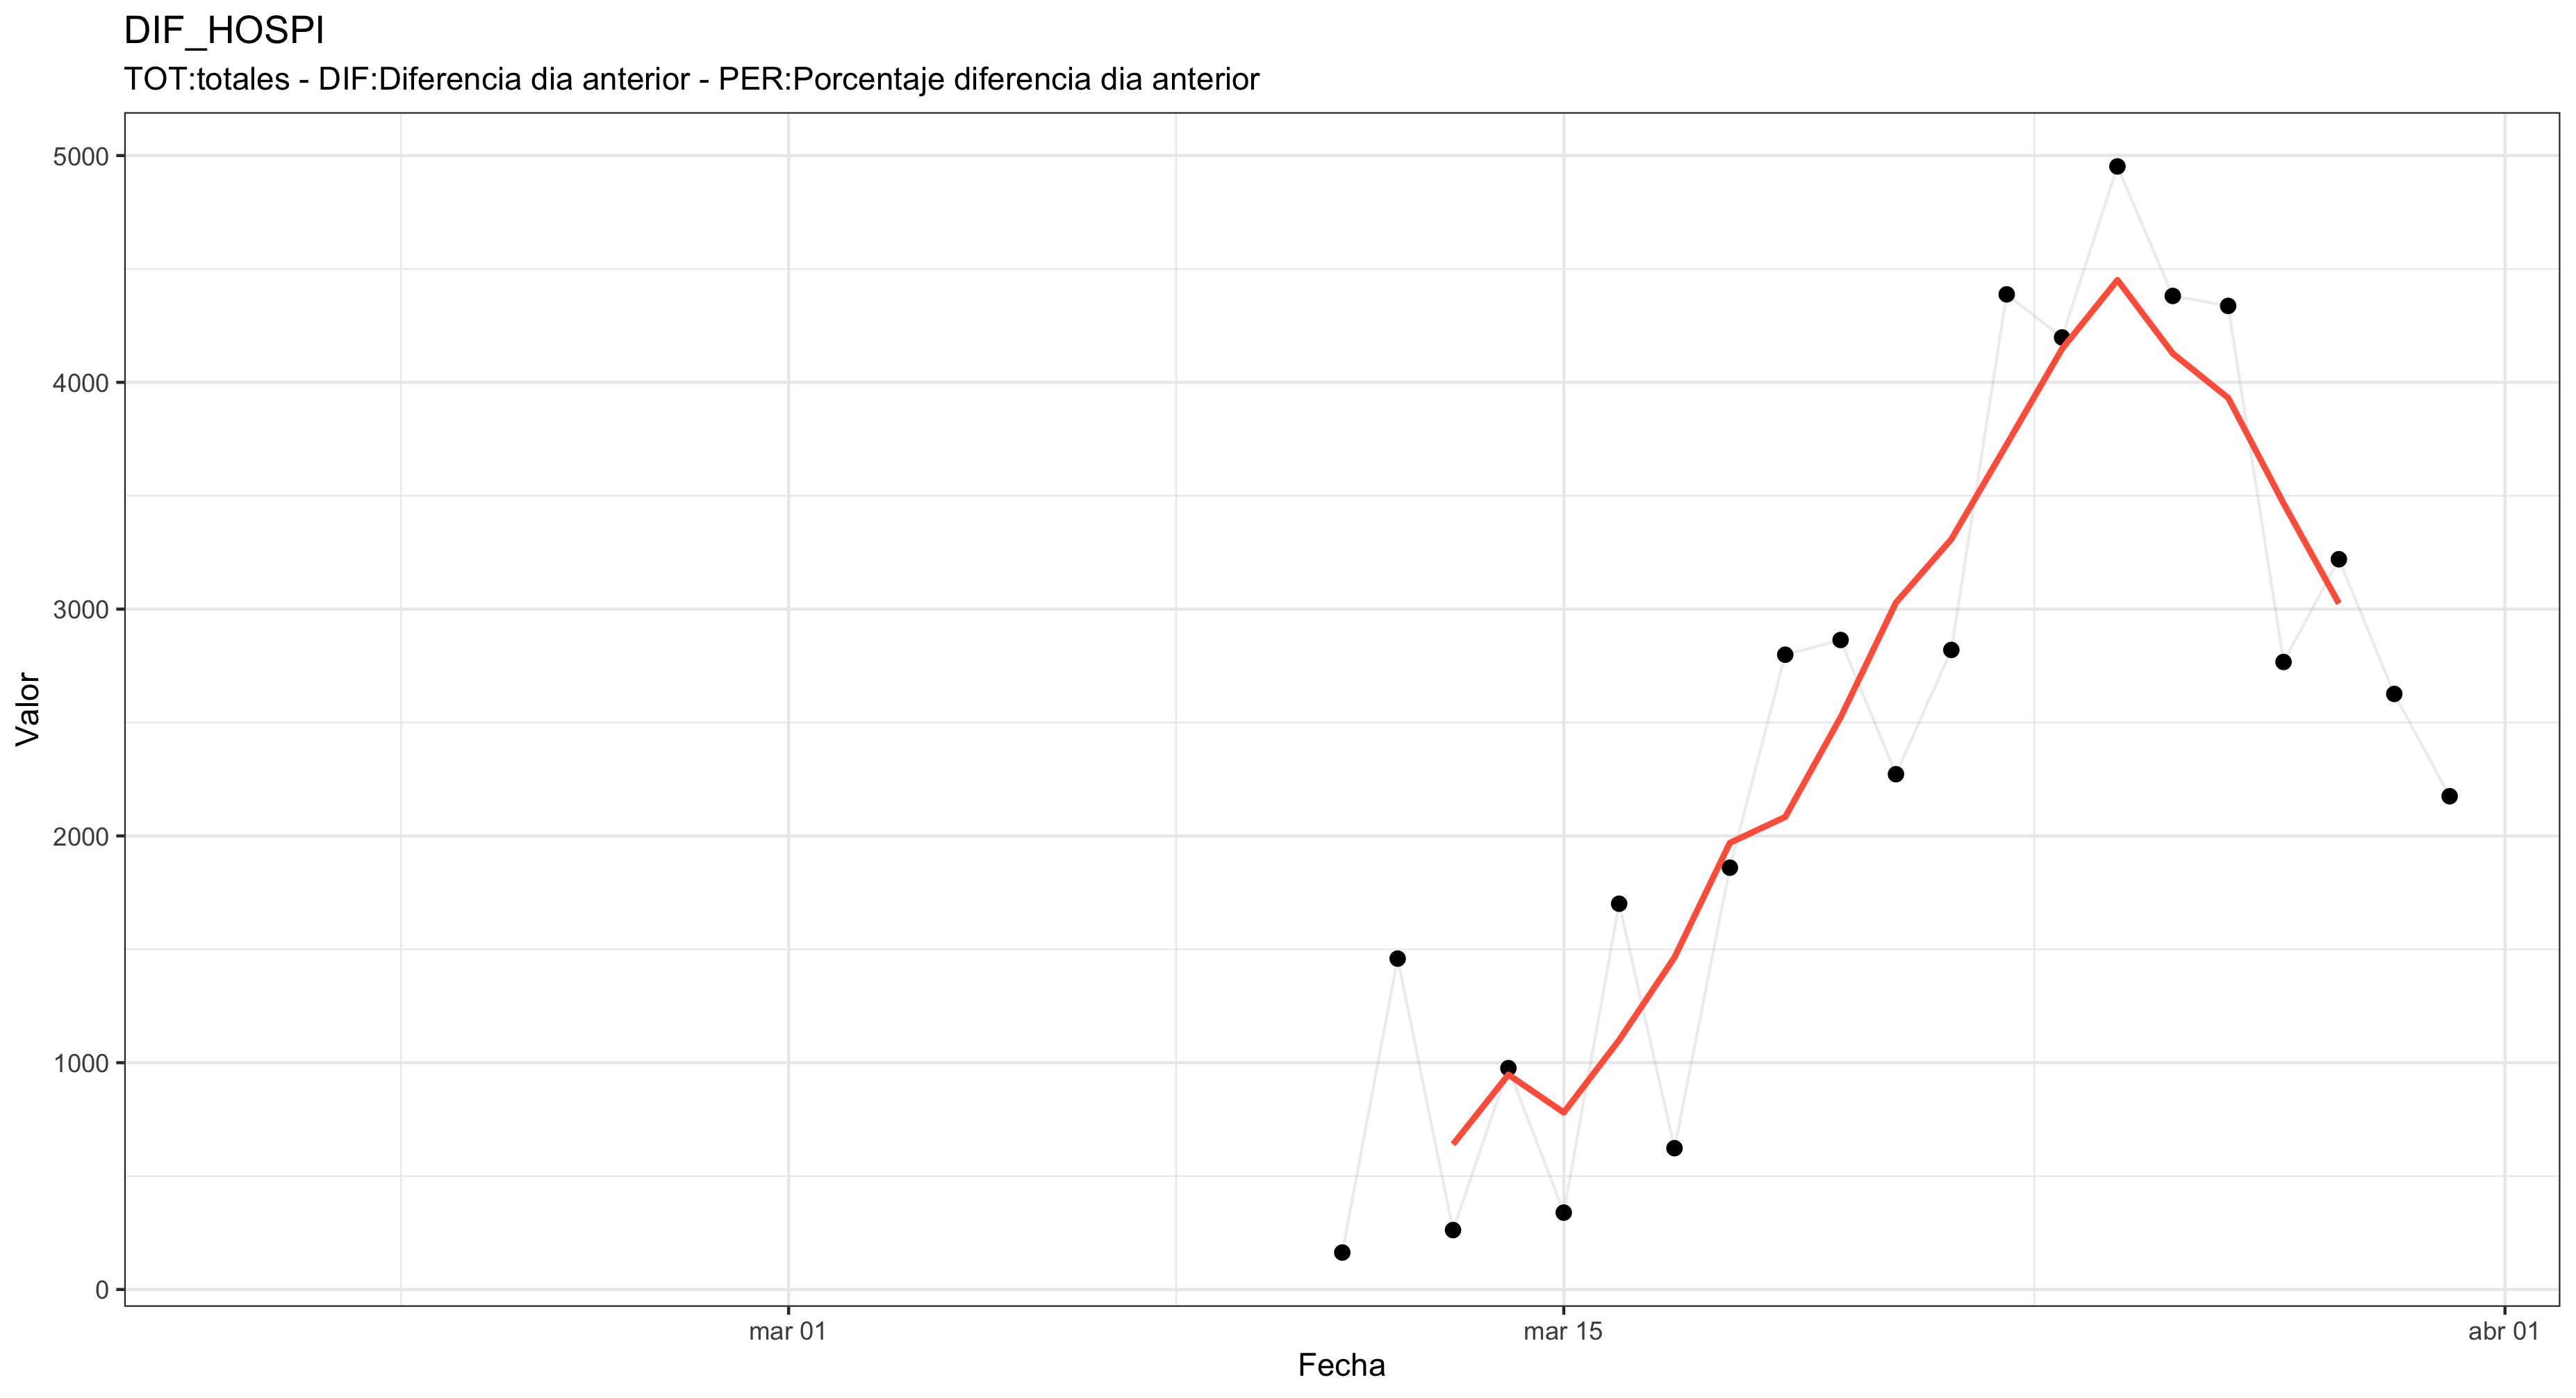 DIF_HOSPI
TOT:totales - DIF:Diferencia dia anterior - PER:Porcentaje diferencia dia anterior
Valor
5000
4000
3000
2000
1000
0
mar 01
mar 15
abr 01
Fecha